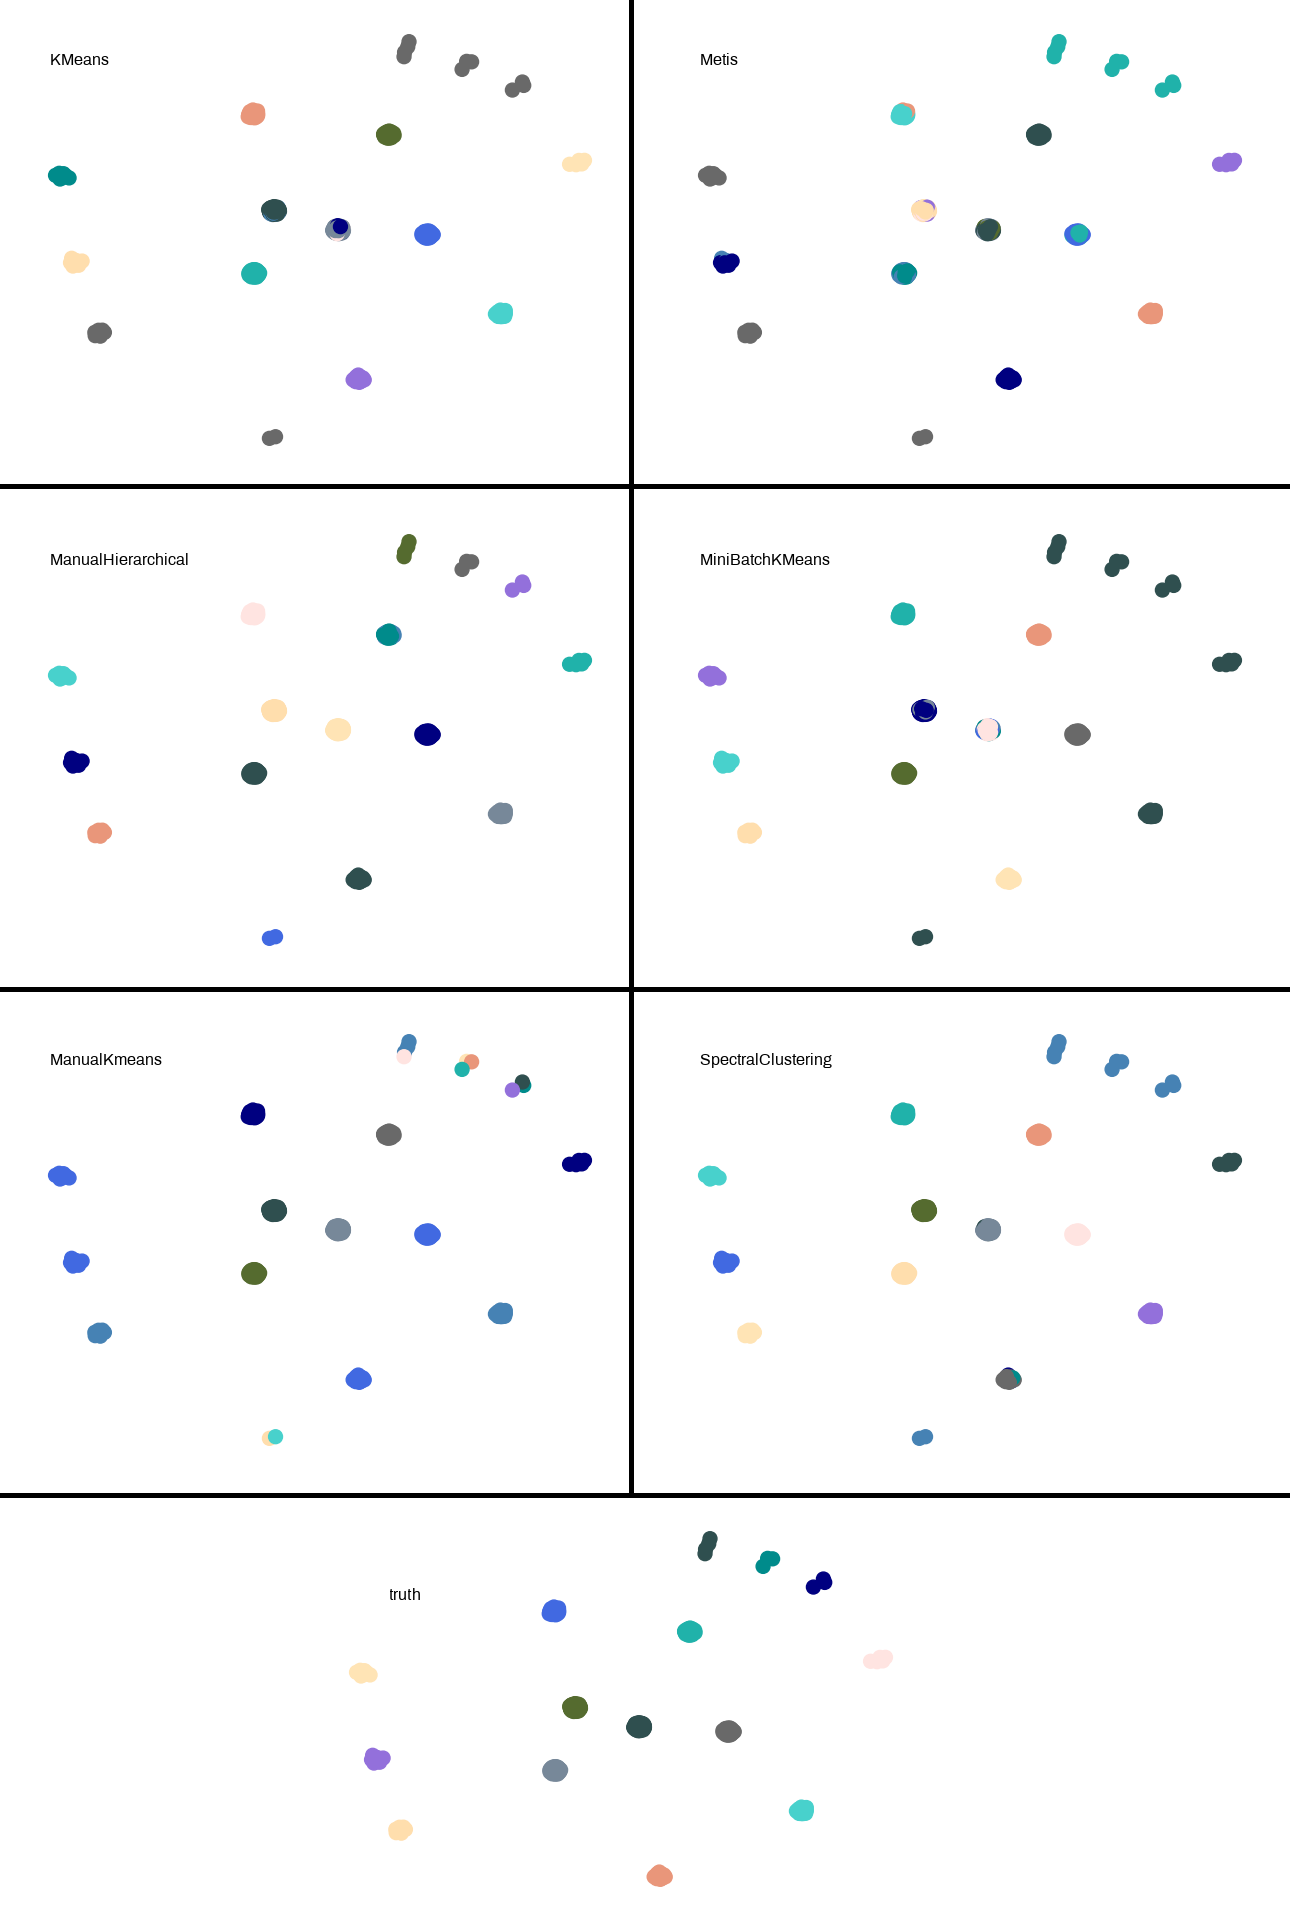 KMeans
Metis
ManualHierarchical
MiniBatchKMeans
ManualKmeans
SpectralClustering
truth